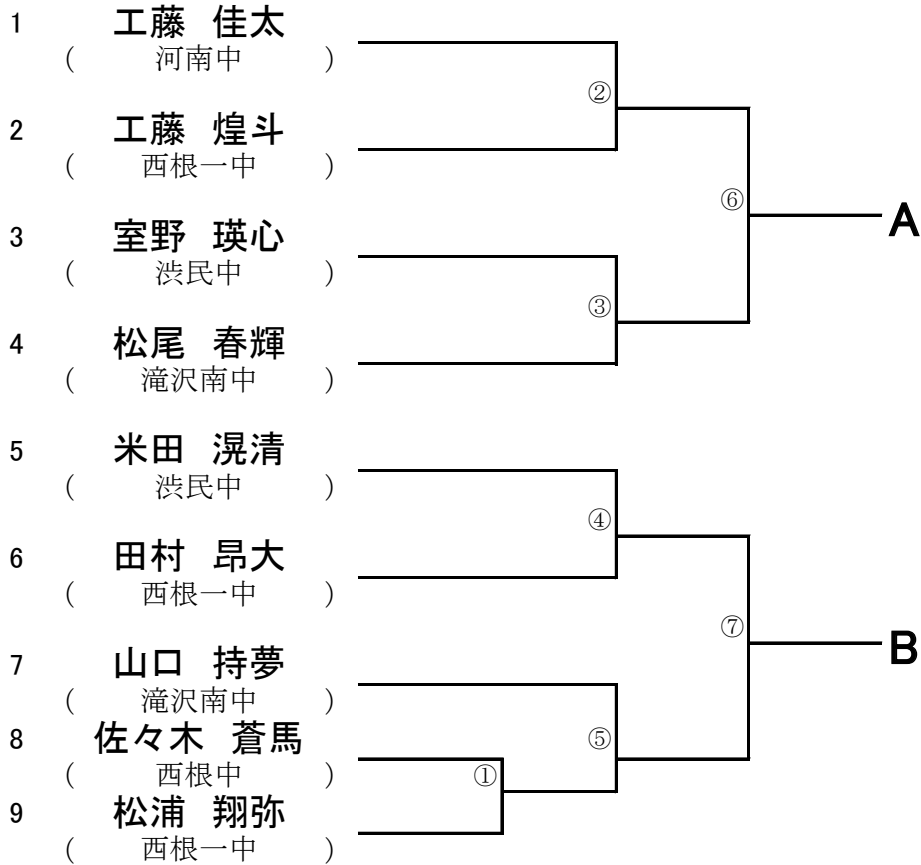 1 工藤 佳太
( 河南中 )
②
2 工藤 煌斗
( 西根一中 )
⑥
A
3 室野 瑛心
( 渋民中 )
③
4 松尾 春輝
( 滝沢南中 )
5 米田 滉清
( 渋民中 )
④
6 田村 昂大
( 西根一中 )
⑦
B
7 山口 持夢
( 滝沢南中 )
8 佐々木 蒼馬
⑤
( 西根中 )
①
9 松浦 翔弥
( 西根一中 )